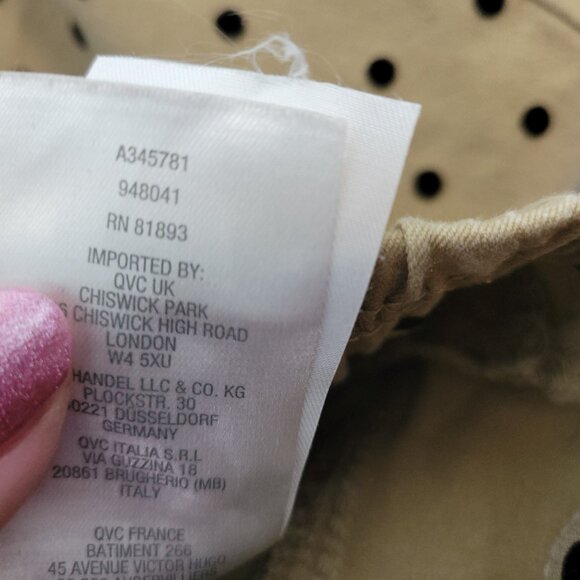 A345781
948041
RN 81893
IMPORTED BY:
QVC UK
CHISWICK PARK
CHISWICK HIGH ROAD
LONDON
W4 5XU
HANDEL LLC & CO. KG
PLOCKSTR. 30
DÜSSELDORF
GERMANY
QVC ITALIA S.R.L
VIA GUZZINA 18
20861 BRUGHERIO (MB)
ITALY
QVC FRANCE
BATIMENT 266
45 AVENUE VICTOR HUGO